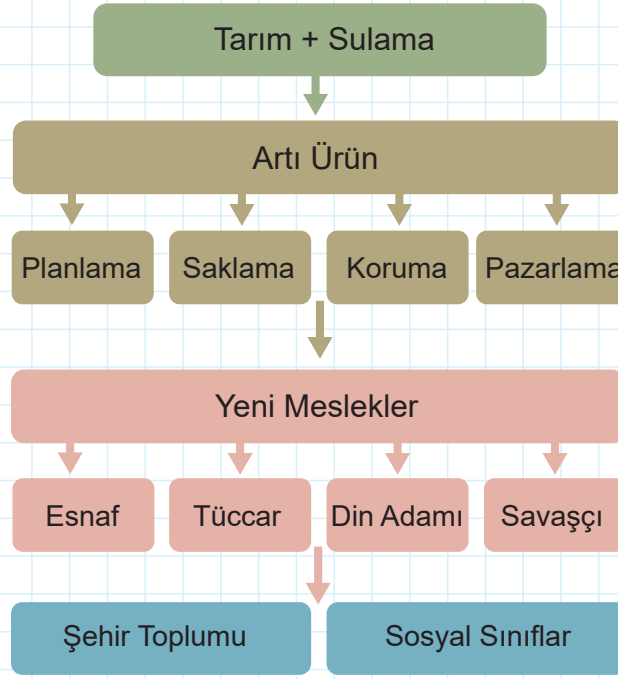 Tarım + Sulama
Artı Ürün
Planlama
Saklama
Koruma
Pazarlama
Yeni Meslekler
Esnaf
Tüccar
Din Adamı
Savaşçı
Şehir Toplumu
Sosyal Sınıflar